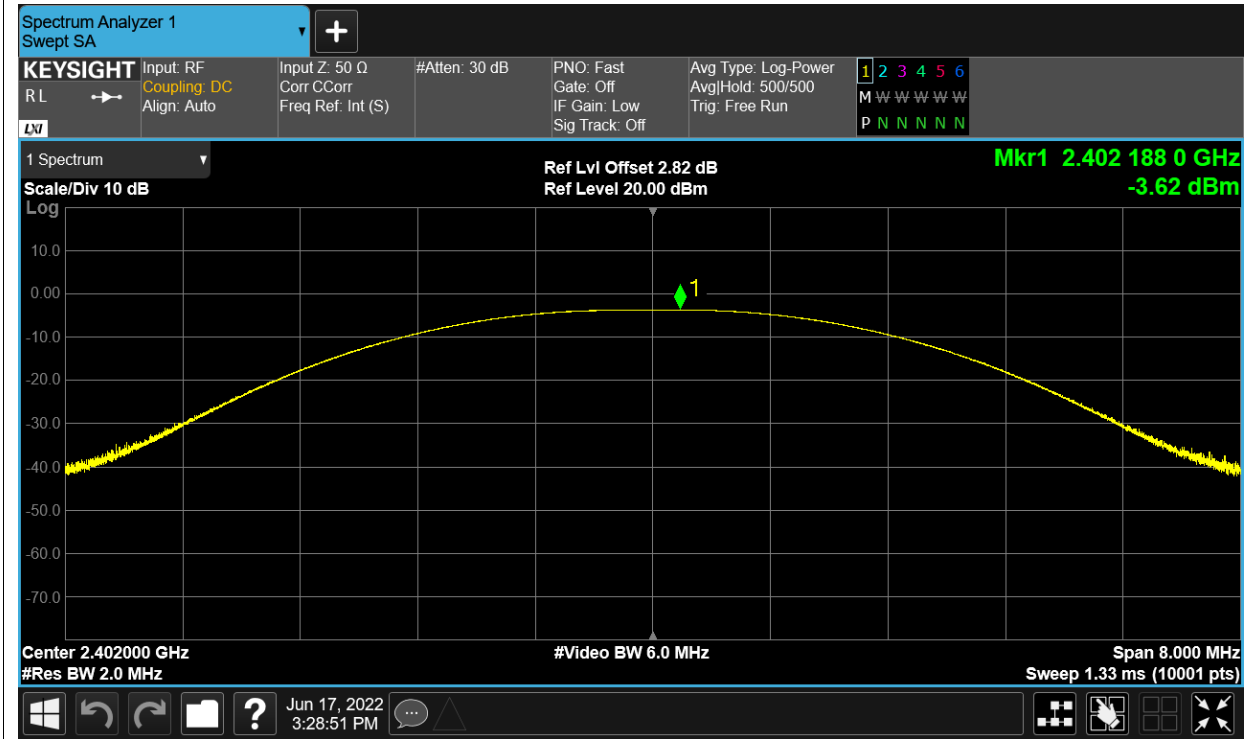 Spectrum Analyzer 1
Swept SA
KEYSIGHT
R L
LXI
Input: RF
Coupling: DC
Align: Auto
Input Z: 50 Ω
Corr CCorr
Freq Ref: Int (S)
#Atten: 30 dB
PNO: Fast
Gate: Off
IF Gain: Low
Sig Track: Off
Avg Type: Log-Power
Avg|Hold: 500/500
Trig: Free Run
1 2 3 4 5 6
M W W W W W
P N N N N N
1 Spectrum
Scale/Div 10 dB
Ref Lvl Offset 2.82 dB
Ref Level 20.00 dBm
Mkr1 2.402 188 0 GHz
-3.62 dBm
Log
10.0
0.00
-10.0
-20.0
-30.0
-40.0
-50.0
-60.0
-70.0
1
Center 2.402000 GHz
#Video BW 6.0 MHz
Span 8.000 MHz
#Res BW 2.0 MHz
Sweep 1.33 ms (10001 pts)
?
Jun 17, 2022
3:28:51 PM